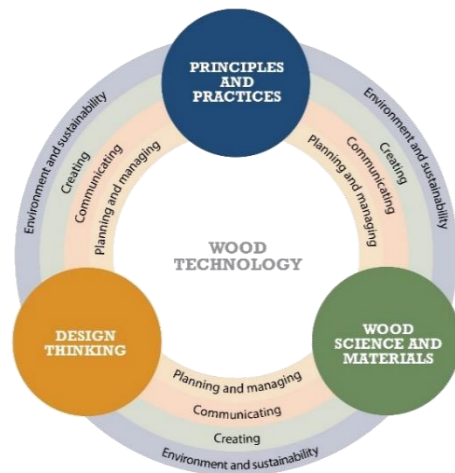 PRINCIPLES
AND
PRACTICES
Environment and sustainability
Creating
Communicating
Planning and managing
Planning and managing
Communicating
Creating
Environment and sustainability
WOOD
TECHNOLOGY
DESIGN
THINKING
WOOD
SCIENCE AND
MATERIALS
Planning and managing
Communicating
Creating
Environment and sustainability